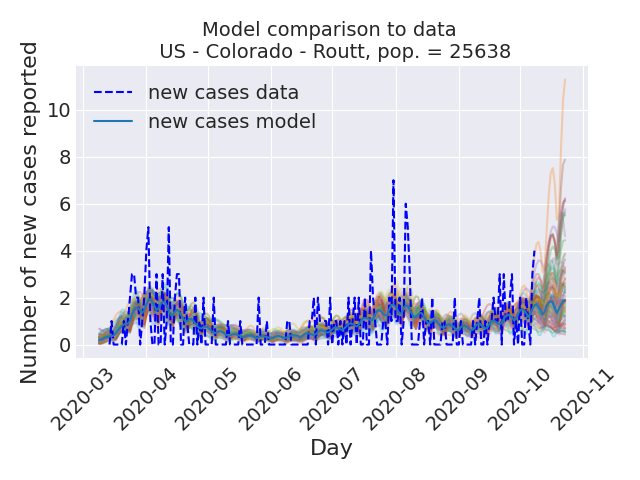 Model comparison to data
US - Colorado - Routt, pop. = 25638
Number of new cases reported
10
8
6
4
2
0
new cases data
new cases model
2020-03
2020-04
2020-05
2020-06
2020-07
2020-08
2020-09
2020-10
2020-11
Day